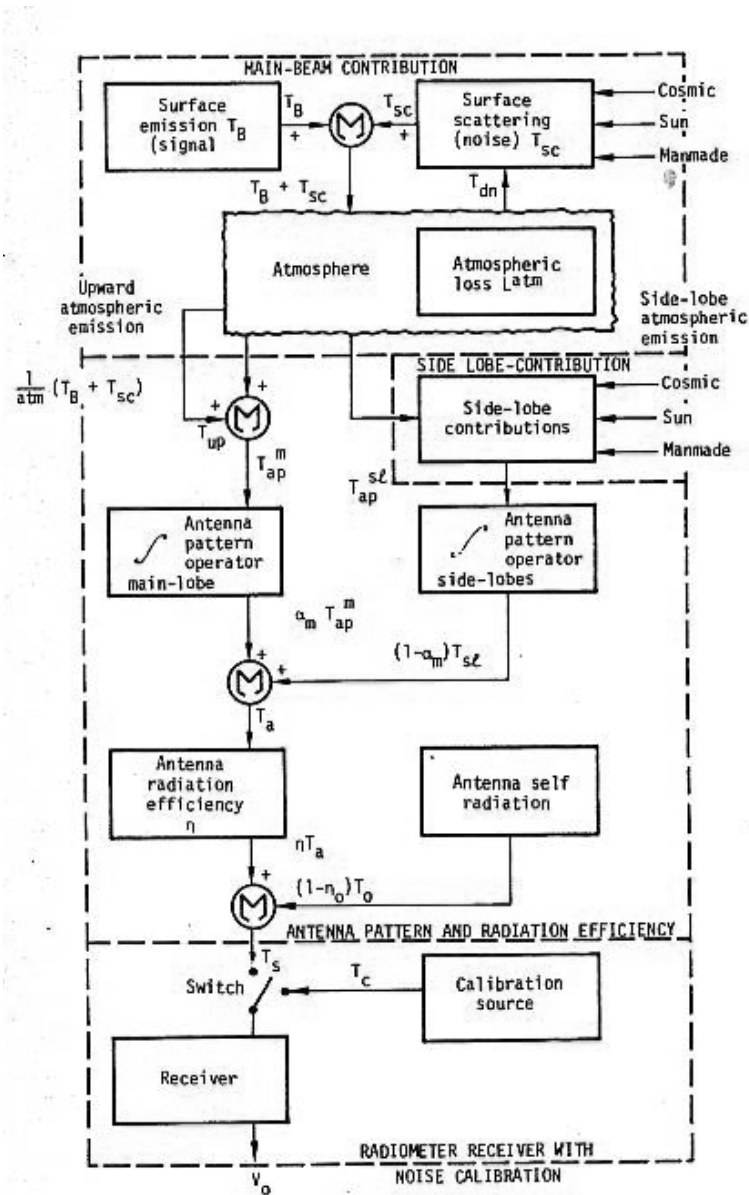 MAIN-BEAM CONTRIBUTION
Surface
emission T_B
(signal)
T_B
+
Σ
T_sc
+
Surface
scattering
(noise) T_sc
Cosmic
Sun
Manmade
T_B + T_sc
T_dn
Atmosphere
Atmospheric
loss L^atm
Upward
atmospheric
emission
Side-lobe
atmospheric
emission
1/atm (T_B + T_sc)
+
+
Σ
T_up
T_ap^m
SIDE LOBE-CONTRIBUTION
Side-lobe
contributions
Cosmic
Sun
Manmade
T_ap^sℓ
∫ Antenna
pattern
operator
main-lobe
∫ Antenna
pattern
operator
side-lobes
α_m T_ap^m
(1-α_m)T_sℓ
+
+
Σ
T_a
Antenna
radiation
efficiency
η
Antenna self
radiation
ηT_a
+
Σ
(1-η_o)T_o
ANTENNA PATTERN AND RADIATION EFFICIENCY
T_s
Switch
T_c
Calibration
source
Receiver
RADIOMETER RECEIVER WITH
NOISE CALIBRATION
V_o